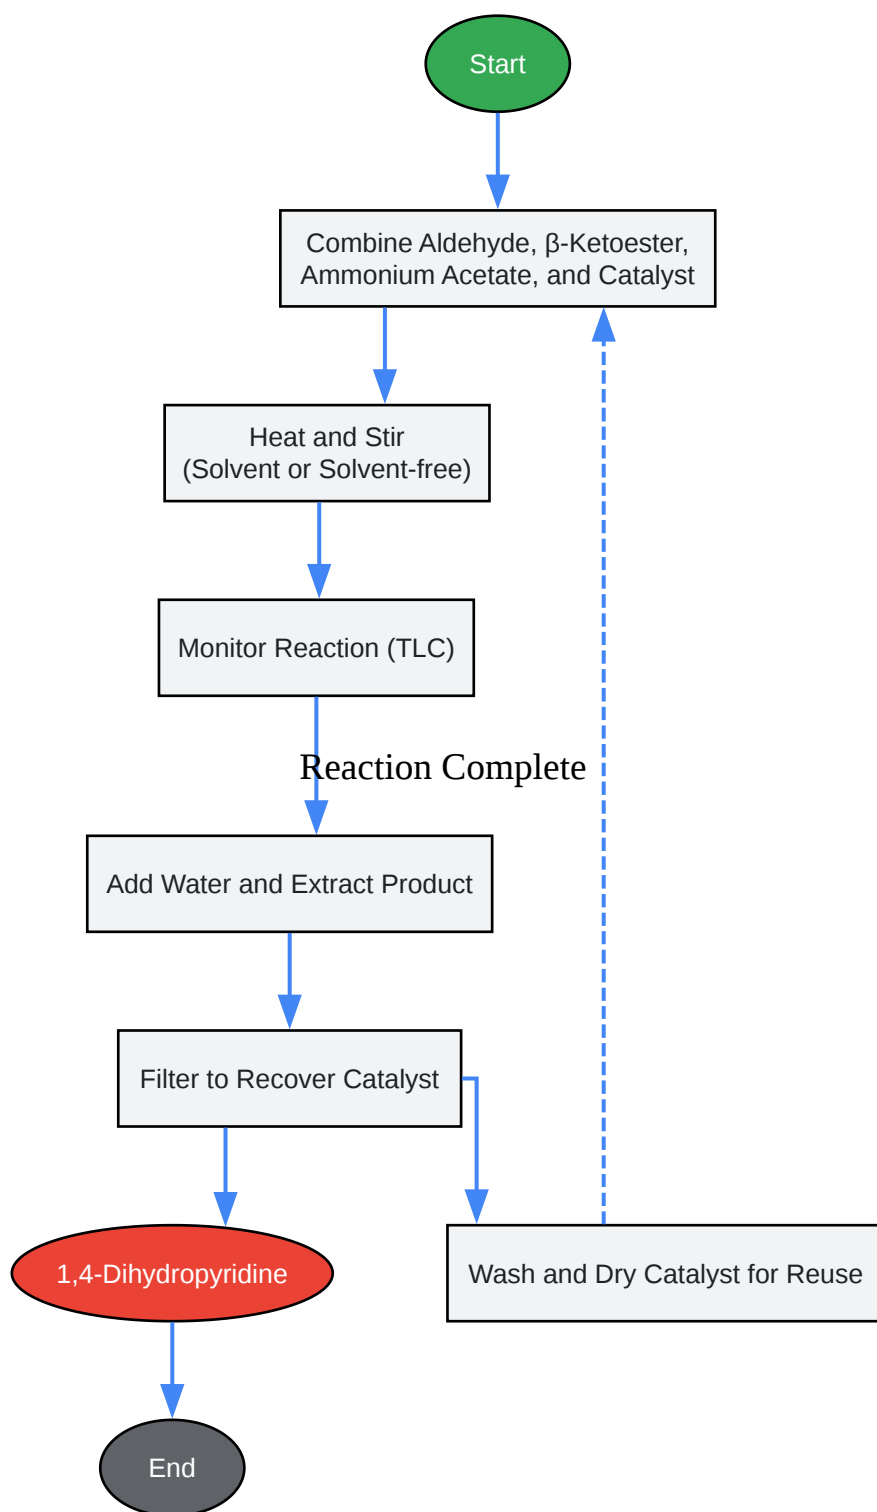 Start
Combine Aldehyde, β-Ketoester,
Ammonium Acetate, and Catalyst
Heat and Stir
(Solvent or Solvent-free)
Monitor Reaction (TLC)
Reaction Complete
Add Water and Extract Product
Filter to Recover Catalyst
1,4-Dihydropyridine
Wash and Dry Catalyst for Reuse
End